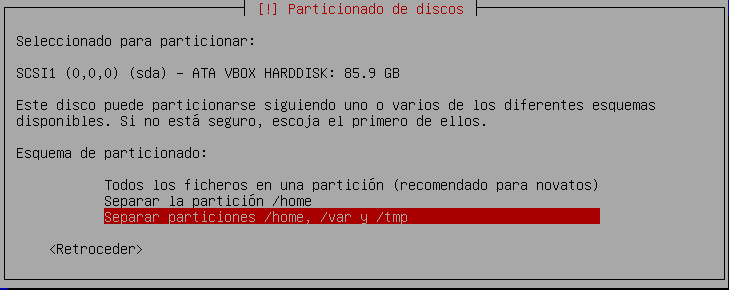 [!] Particionado de discos
Seleccionado para particionar:
SCSI1 (0,0,0) (sda) – ATA VBOX HARDDISK: 85.9 GB
Este disco puede particionarse siguiendo uno o varios de los diferentes esquemas
disponibles. Si no está seguro, escoja el primero de ellos.
Esquema de particionado:
Todos los ficheros en una partición (recomendado para novatos)
Separar la partición /home
Separar particiones /home, /var y /tmp
<Retroceder>